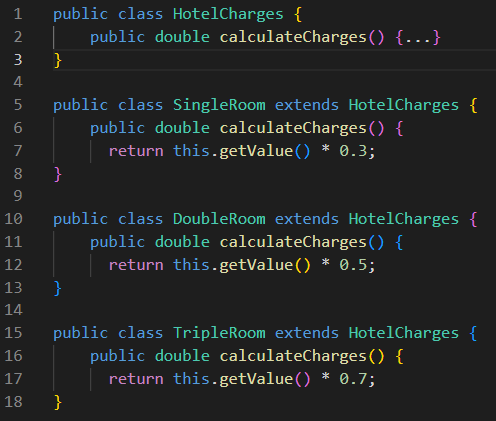 1 public class HotelCharges {
2     public double calculateCharges() {...}
3 }
4
5 public class SingleRoom extends HotelCharges {
6     public double calculateCharges() {
7       return this.getValue() * 0.3;
8 }
9
10 public class DoubleRoom extends HotelCharges {
11     public double calculateCharges() {
12       return this.getValue() * 0.5;
13 }
14
15 public class TripleRoom extends HotelCharges {
16     public double calculateCharges() {
17       return this.getValue() * 0.7;
18 }